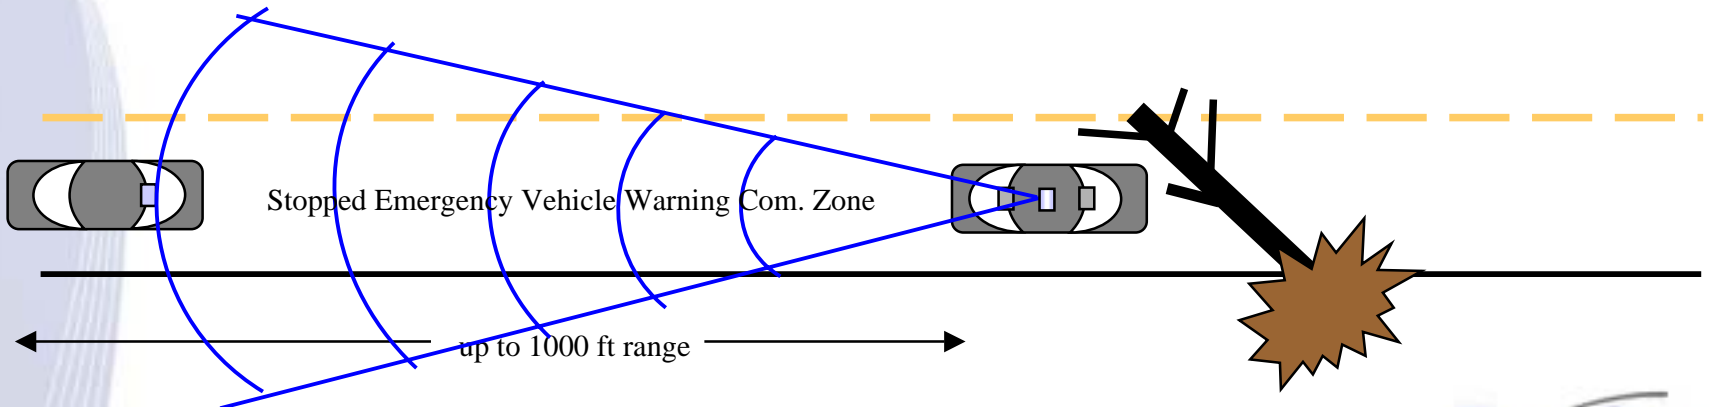 Stopped Emergency Vehicle Warning Com. Zone
up to 1000 ft range